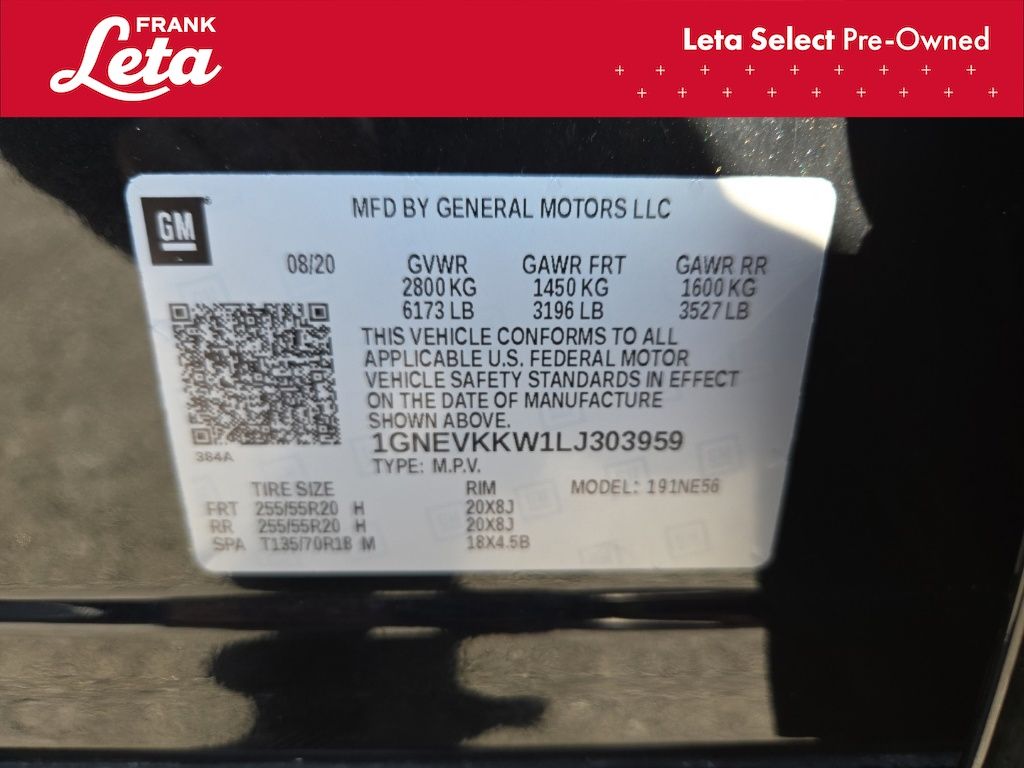 FRANK
Leta
Leta Select Pre-Owned
GM
MFD BY GENERAL MOTORS LLC
08/20 GVWR GAWR FRT GAWR RR
2800 KG 1450 KG 1600 KG
6173 LB 3196 LB 3527 LB
THIS VEHICLE CONFORMS TO ALL
APPLICABLE U.S. FEDERAL MOTOR
VEHICLE SAFETY STANDARDS IN EFFECT
ON THE DATE OF MANUFACTURE
SHOWN ABOVE.
1GNEVKKW1LJ303959
384A
TYPE: M.P.V.
TIRE SIZE RIM MODEL: 191NE56
FRT 255/55R20 H 20X8J
RR 255/55R20 H 20X8J
SPA T135/70R18 M 18X4.5B